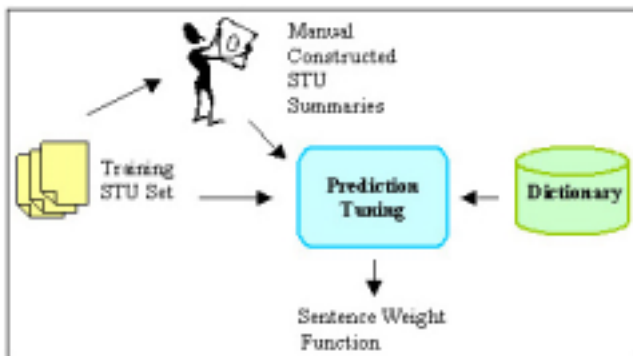 Manual
Constructed
STU
Summaries
Training
STU Set
Prediction
Tuning
Dictionary
Sentence Weight
Function